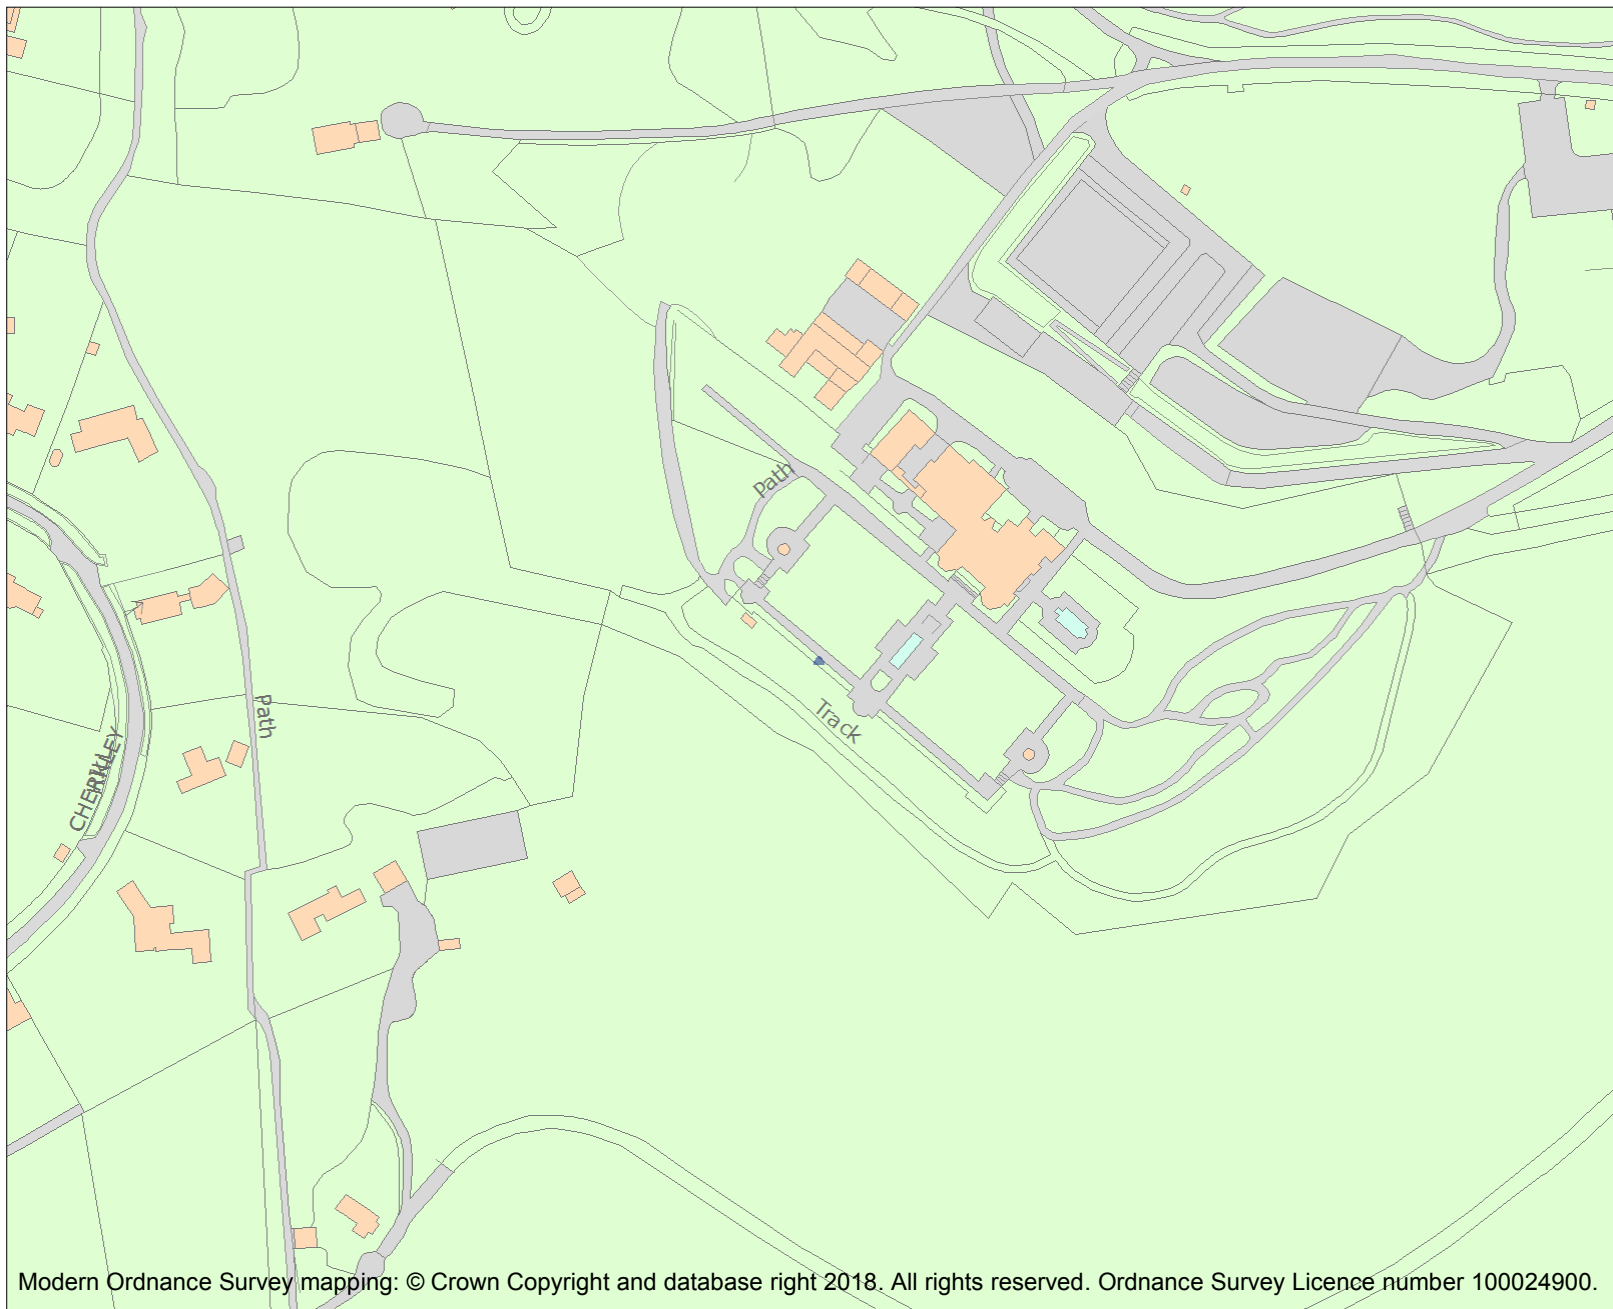 Path
Path
Track
CHERKLEY
Modern Ordnance Survey mapping: © Crown Copyright and database right 2018. All rights reserved. Ordnance Survey Licence number 100024900.